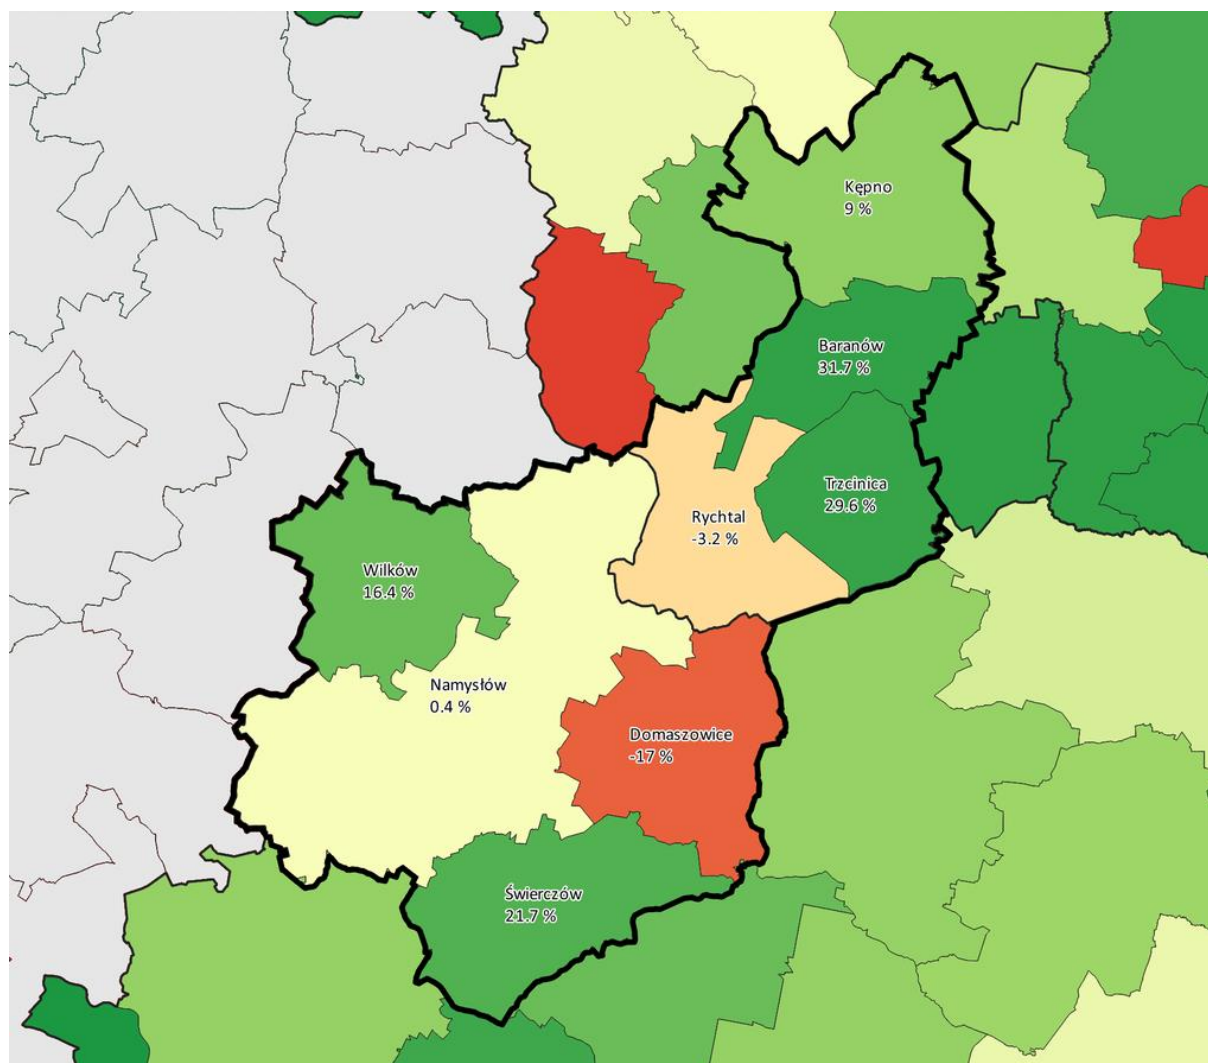 Kępno
9 %
Baranów
31.7 %
Trzcinica
29.6 %
Rychtal
-3.2 %
Wilków
16.4 %
Namysłów
0.4 %
Domaszowice
-17 %
Świerczów
21.7 %